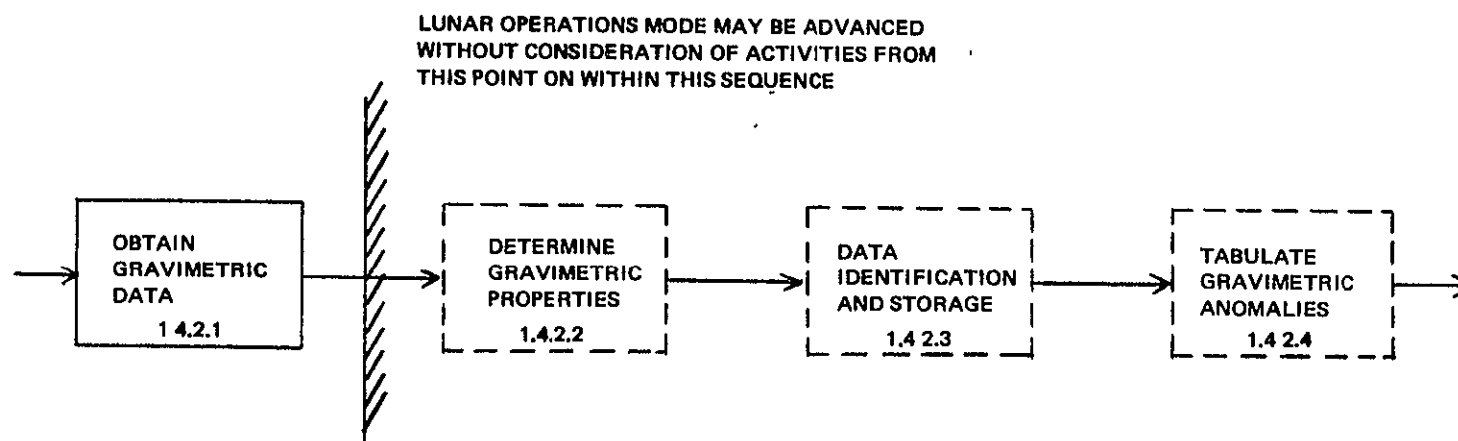 LUNAR OPERATIONS MODE MAY BE ADVANCED
WITHOUT CONSIDERATION OF ACTIVITIES FROM
THIS POINT ON WITHIN THIS SEQUENCE
OBTAIN
GRAVIMETRIC
DATA
1 4.2.1
DETERMINE
GRAVIMETRIC
PROPERTIES
1.4.2.2
DATA
IDENTIFICATION
AND STORAGE
1.4 2.3
TABULATE
GRAVIMETRIC
ANOMALIES
1.4 2.4